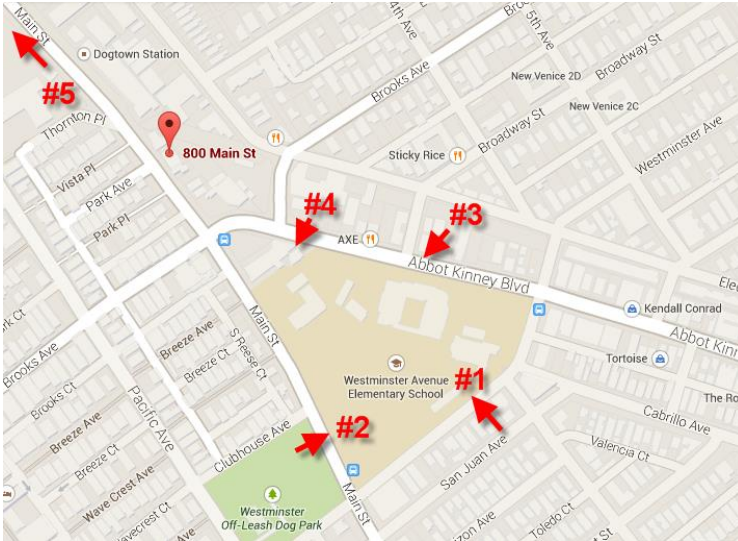 Main St
4th Ave
5th Ave
Brooks Ave
Dogtown Station
#5
Broadway St
New Venice 2D
New Venice 2C
Thornton Pl
800 Main St
Sticky Rice
Broadway St
Westminster Ave
Vista Pl
Park Ave
Park Pl
#4
#3
AXE
Abbot Kinney Blvd
Kendall Conrad
Abbot Kinn
Main St
S Reese Ct
Breeze Ave
Breeze Ct
Brooks Ave
Brooks Ct
Breeze Ave
Breeze Ct
Wave Crest Ave
Pacific Ave
Clubhouse Ave
Westminster Avenue
Elementary School
#1
#2
Tortoise
The Ro
Cabrillo Ave
Valencia Ct
San Juan Ave
Toledo Ct
Main St
Westminster
Off-Leash Dog Park